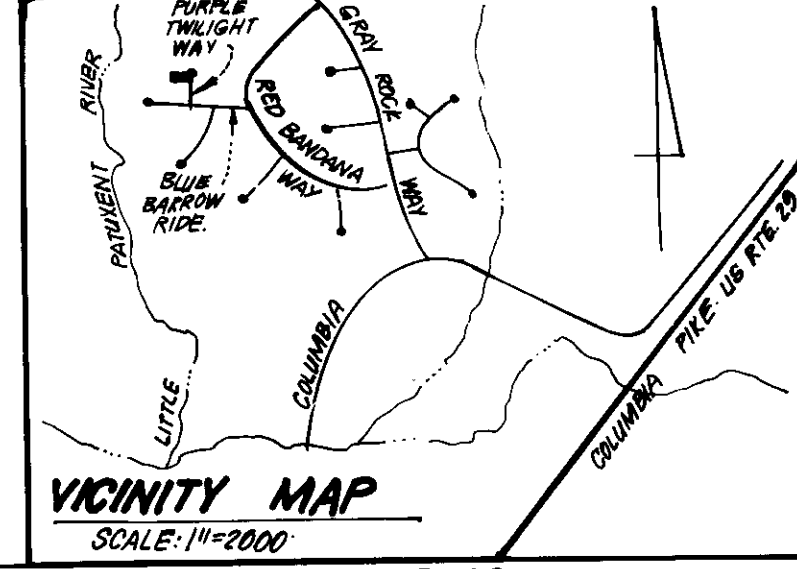 PURPLE
TWILIGHT
WAY
GRAY ROCK WAY
RED BANDANA WAY
BLUE
BARROW
RIDE.
LITTLE PATUXENT RIVER
COLUMBIA
COLUMBIA PIKE US RTE. 29
VICINITY MAP
SCALE: 1"=2000'